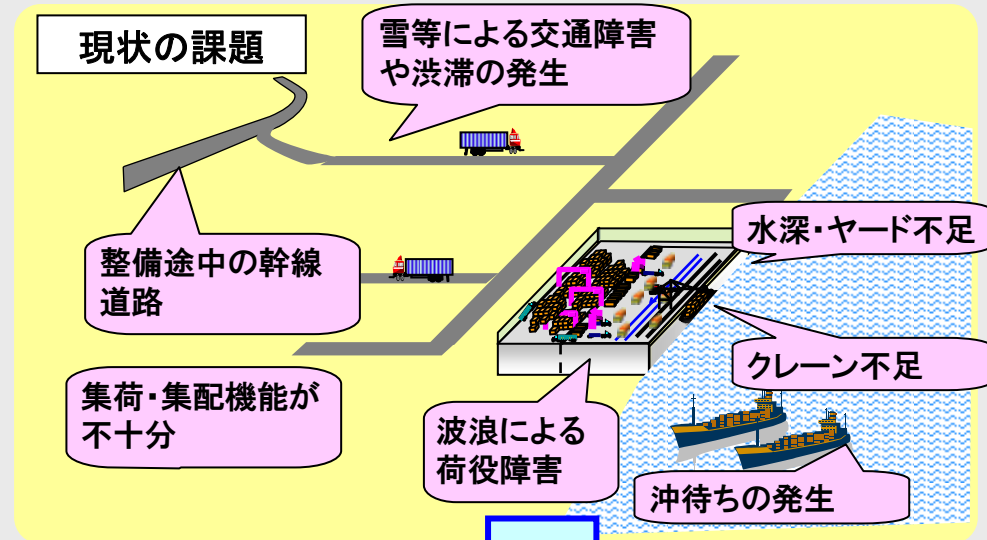 現状の課題
雪等による交通障害
や渋滞の発生
水深・ヤード不足
整備途中の幹線
道路
クレーン不足
集荷・集配機能が
不十分
波浪による
荷役障害
沖待ちの発生